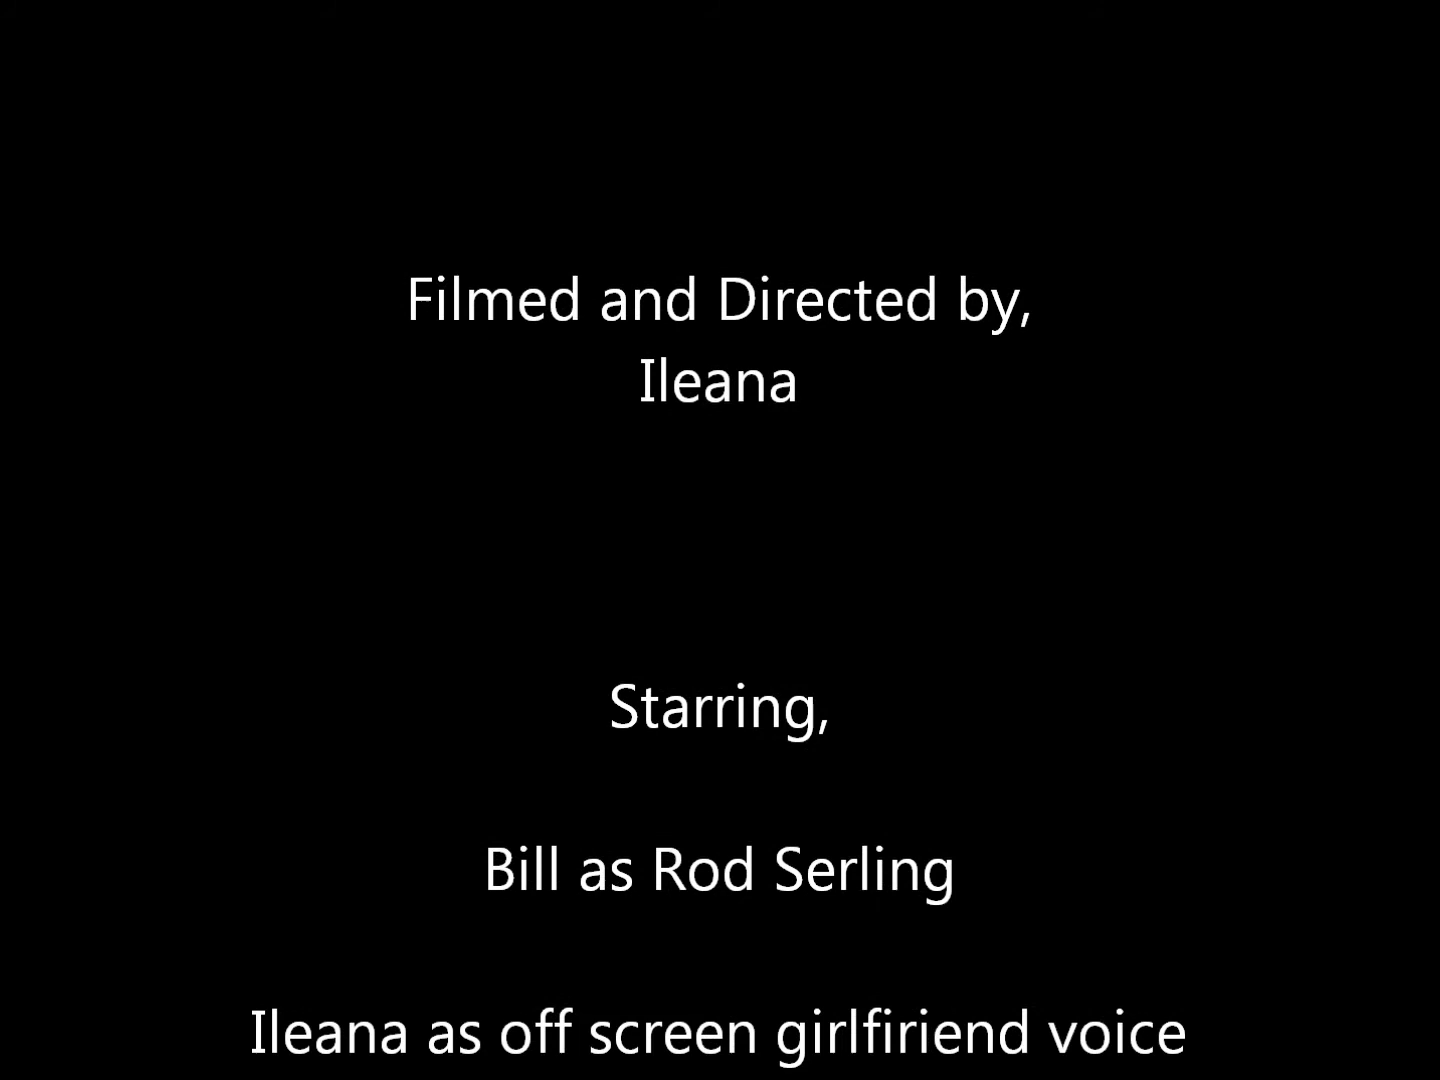 Filmed and Directed by,
Ileana
Starring,
Bill as Rod Serling
Ileana as off screen girlfiriend voice